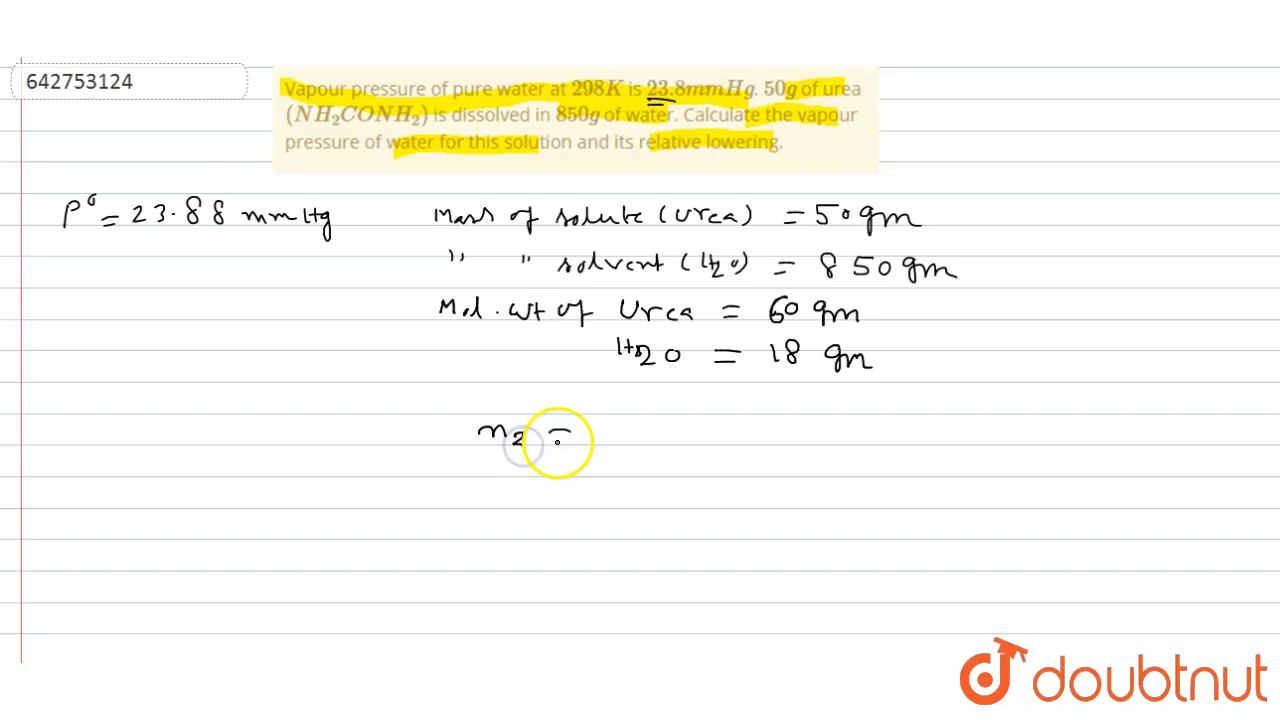 642753124
Vapour pressure of pure water at 298K is 23.8mmHg. 50g of urea
(NH₂CONH₂) is dissolved in 850g of water. Calculate the vapour
pressure of water for this solution and its relative lowering.
P° = 23.88 mm Hg
Mass of solute (Urea) = 50 gm
" " solvent (H₂O) = 850 gm
Mol. wt of Urea = 60 gm
H₂O = 18 gm
n₂ =
doubtnut